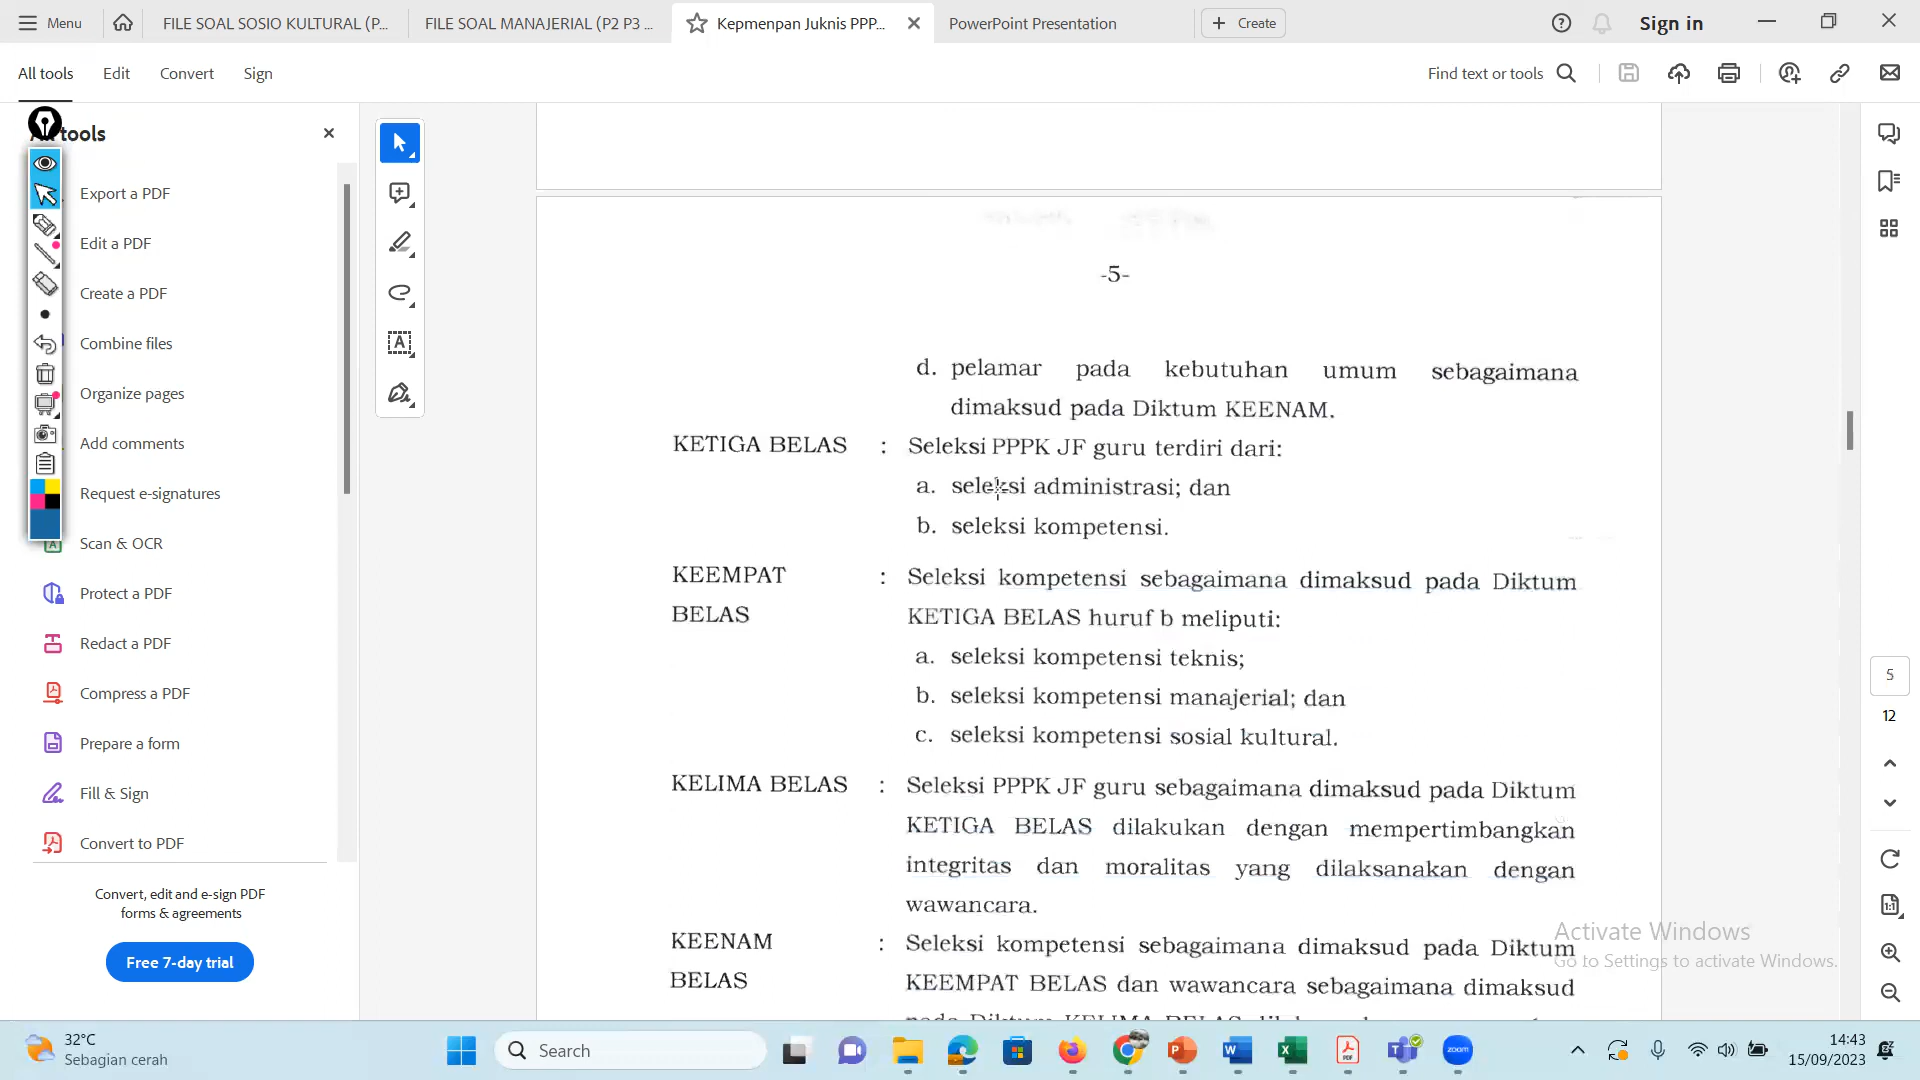 Menu
FILE SOAL SOSIO KULTURAL (P...
FILE SOAL MANAJERIAL (P2 P3 ...
Kepmenpan Juknis PPP...
PowerPoint Presentation
Create
Sign in
All tools
Edit
Convert
Sign
Find text or tools
tools
Export a PDF
Edit a PDF
Create a PDF
Combine files
Organize pages
Add comments
Request e-signatures
Scan & OCR
Protect a PDF
Redact a PDF
Compress a PDF
Prepare a form
Fill & Sign
Convert to PDF
Convert, edit and e-sign PDF
forms & agreements
Free 7-day trial
-5-
d. pelamar pada kebutuhan umum sebagaimana
dimaksud pada Diktum KEENAM.
KETIGA BELAS : Seleksi PPPK JF guru terdiri dari:
a. seleksi administrasi; dan
b. seleksi kompetensi.
KEEMPAT : Seleksi kompetensi sebagaimana dimaksud pada Diktum
BELAS KETIGA BELAS huruf b meliputi:
a. seleksi kompetensi teknis;
b. seleksi kompetensi manajerial; dan
c. seleksi kompetensi sosial kultural.
KELIMA BELAS : Seleksi PPPK JF guru sebagaimana dimaksud pada Diktum
KETIGA BELAS dilakukan dengan mempertimbangkan
integritas dan moralitas yang dilaksanakan dengan
wawancara.
KEENAM : Seleksi kompetensi sebagaimana dimaksud pada Diktum
BELAS KEEMPAT BELAS dan wawancara sebagaimana dimaksud
pada Diktum KELIMA BELAS
5
12
1:1
Activate Windows
Go to Settings to activate Windows.
32°C
Sebagian cerah
Search
zoom
14:43
15/09/2023